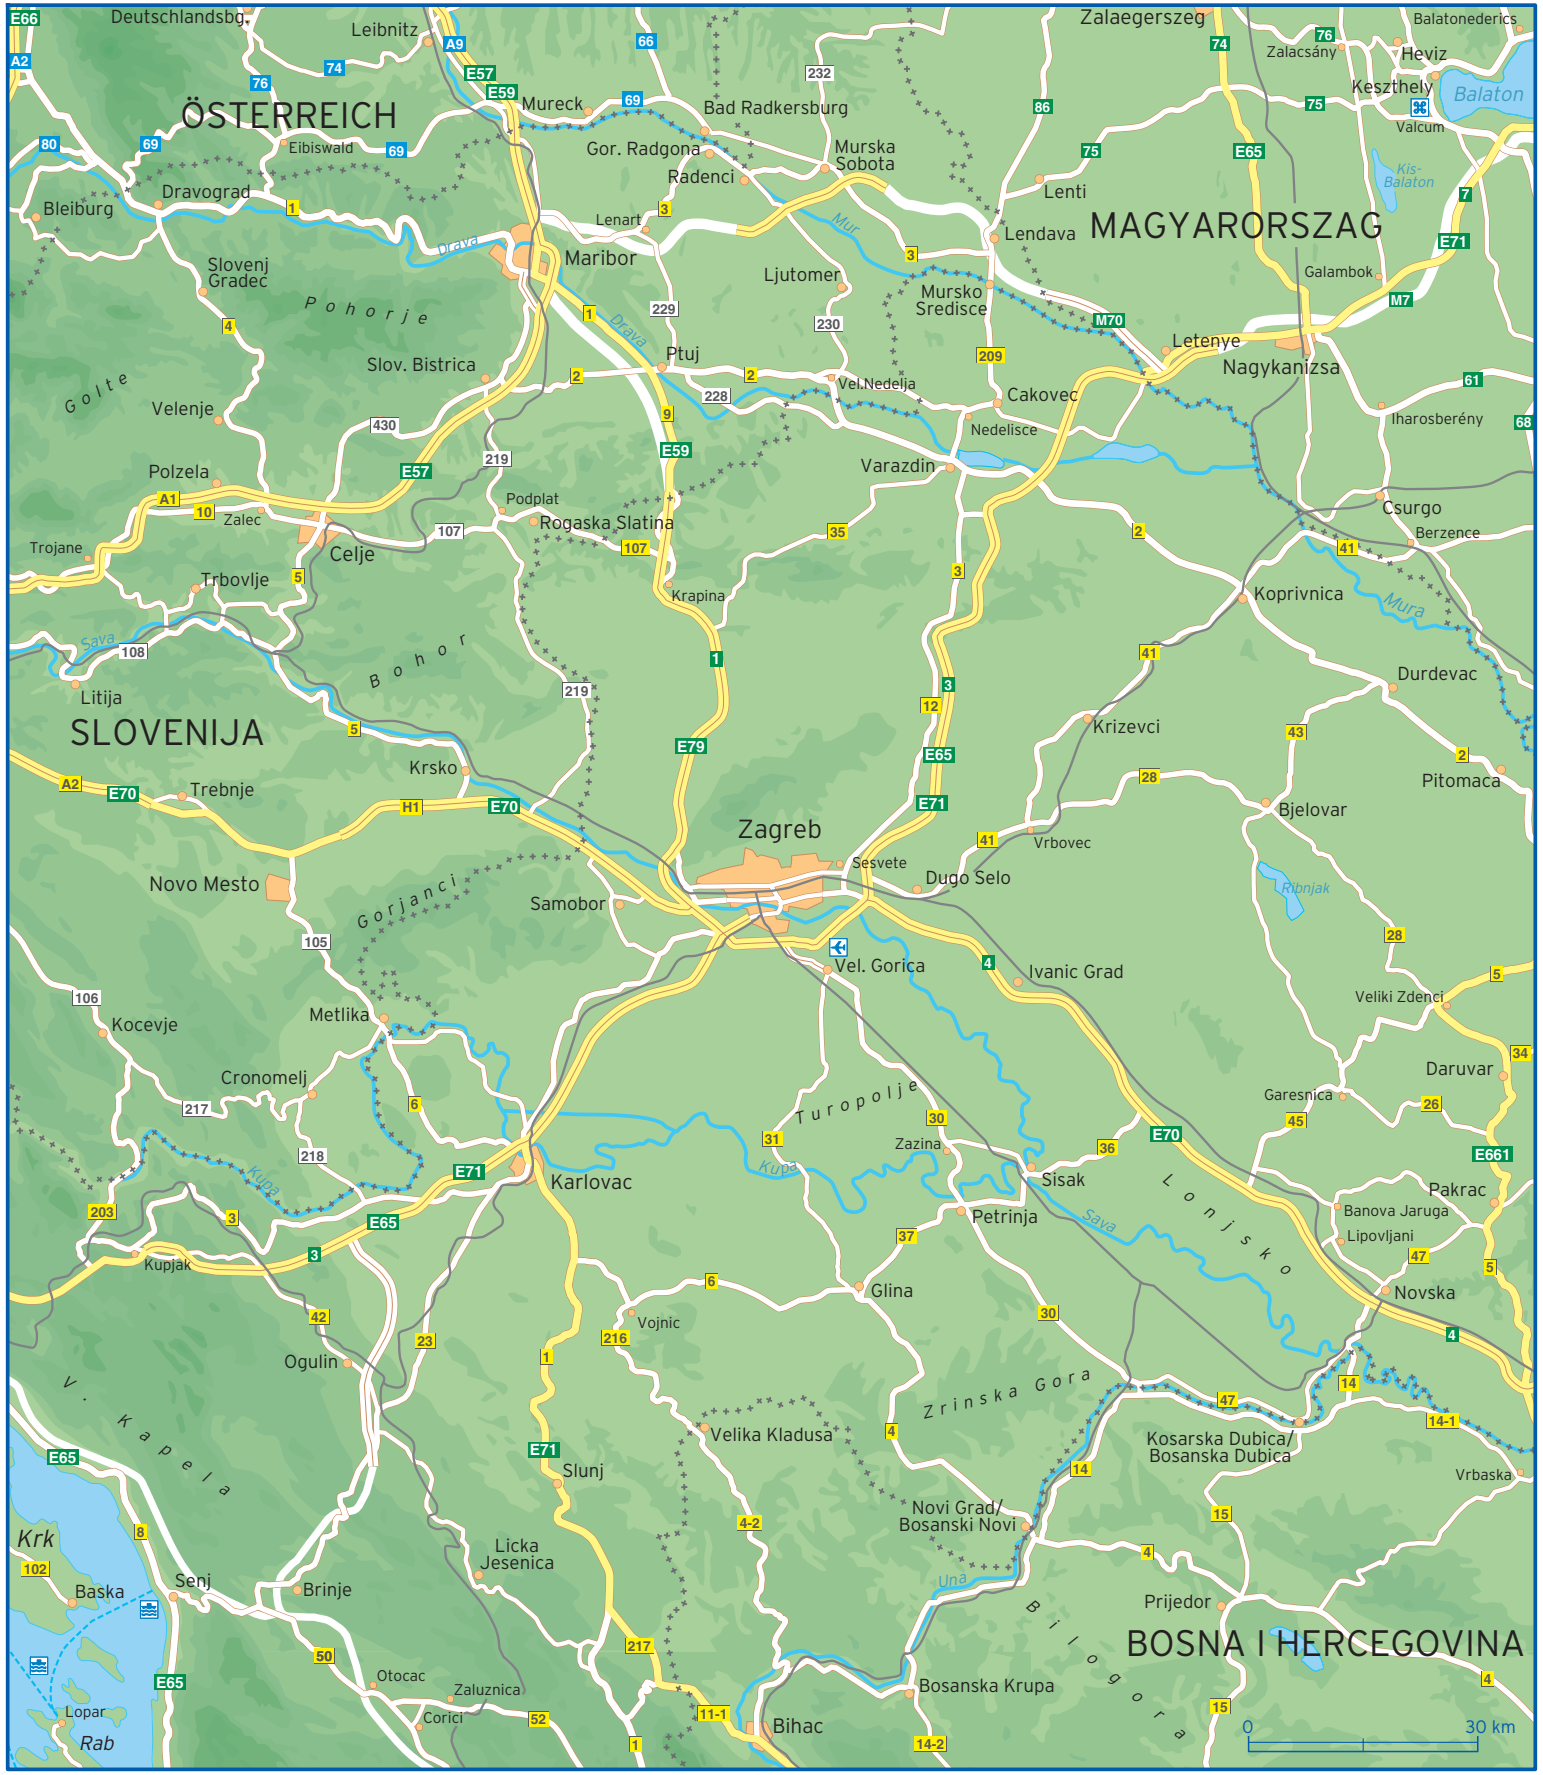 E66
Deutschlandsbg.
Leibnitz
A9
66
Zalaegerszeg
74
76
Balatonederics
A2
74
76
E57
E59
232
Zalacsány
Heviz
Keszthely
ÖSTERREICH
Mureck
69
Bad Radkersburg
86
75
Balaton
Valcum
80
69
Eibiswald
69
Gor. Radgona
Murska
Sobota
75
E65
Radenci
Lenti
Kis-
Balaton
7
Bleiburg
Dravograd
1
Lenart
3
Mur
Lendava
MAGYARORSZAG
E71
Drava
Maribor
3
Slovenj
Gradec
Ljutomer
Mursko
Sredisce
Galambok
M7
Pohorje
1
229
230
M70
4
Drava
Letenye
Golte
Slov. Bistrica
Ptuj
209
Nagykanizsa
2
2
Vel.Nedelja
61
228
Velenje
9
Cakovec
Iharosberény
68
430
Nedelisce
E59
219
Polzela
E57
Varazdin
A1
10
Zalec
Podplat
Csurgo
Trojane
Celje
107
Rogaska Slatina
107
35
2
Berzence
41
Trbovlje
5
Krapina
3
Koprivnica
Mura
Sava
108
Bohor
1
41
Litija
219
3
Durdevac
SLOVENIJA
5
12
Krizevci
43
E79
E65
2
Krsko
28
Pitomaca
A2
E70
Trebnje
H1
E70
E71
Bjelovar
Zagreb
41
Vrbovec
Sesvete
Novo Mesto
Gorjanci
Samobor
Dugo Selo
Ribnjak
105
28
4
Vel. Gorica
Ivanic Grad
5
106
Metlika
Veliki Zdenci
Kocevje
34
Cronomelj
Daruvar
217
6
Turopolje
Garesnica
26
45
30
31
Zazina
36
E70
218
E661
Kupa
E71
Karlovac
Kupa
Sisak
Lonjsko
Pakrac
203
3
E65
Petrinja
Sava
Banova Jaruga
37
Lipovljani
3
47
Kupjak
6
Glina
5
Novska
42
Vojnic
30
216
23
4
Ogulin
1
V. Kapela
Zrinska Gora
14
47
14-1
4
Velika Kladusa
Kosarska Dubica/
Bosanska Dubica
E65
E71
Slunj
14
Vrbaska
Novi Grad/
Bosanski Novi
15
8
4-2
Krk
4
102
Licka
Jesenica
Baska
Senj
Brinje
Una
Prijedor
Bilogora
BOSNA I HERCEGOVINA
217
50
E65
Otocac
Zaluznica
Bosanska Krupa
4
Lopar
Corici
52
11-1
15
0
30 km
Rab
Bihac
1
14-2